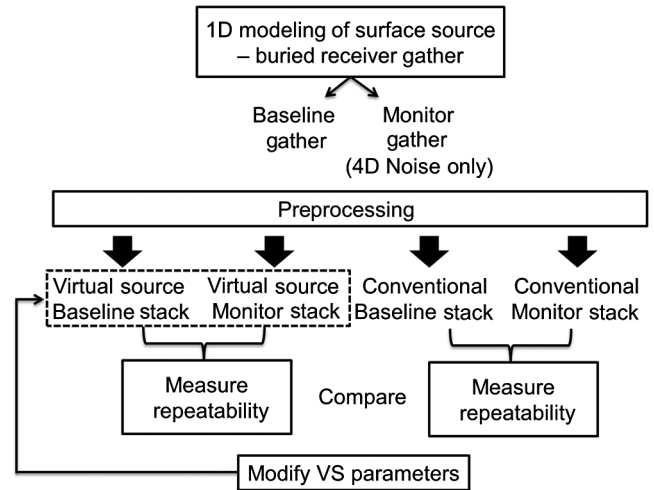 1D modeling of surface source
– buried receiver gather
Baseline
gather
Monitor
gather
(4D Noise only)
Preprocessing
Virtual source
Baseline stack
Virtual source
Monitor stack
Conventional
Baseline stack
Conventional
Monitor stack
Measure
repeatability
Compare
Measure
repeatability
Modify VS parameters